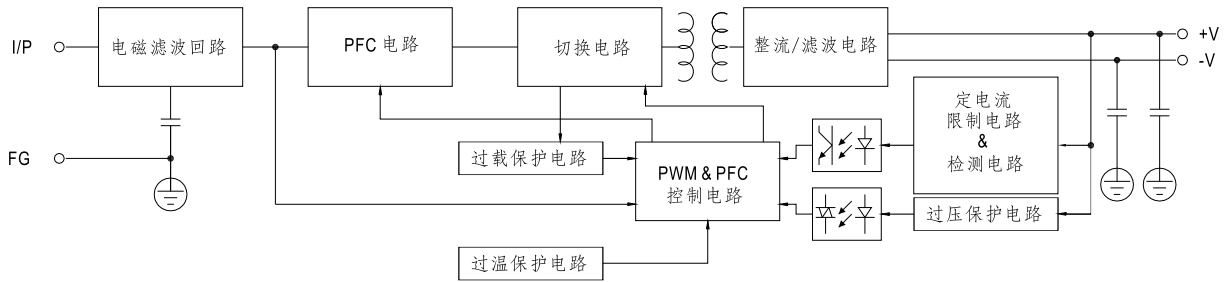 I/P
电磁滤波回路
PFC 电路
切换电路
整流/滤波电路
+V
-V
定电流
限制电路
&
检测电路
FG
过载保护电路
PWM & PFC
控制电路
过压保护电路
过温保护电路